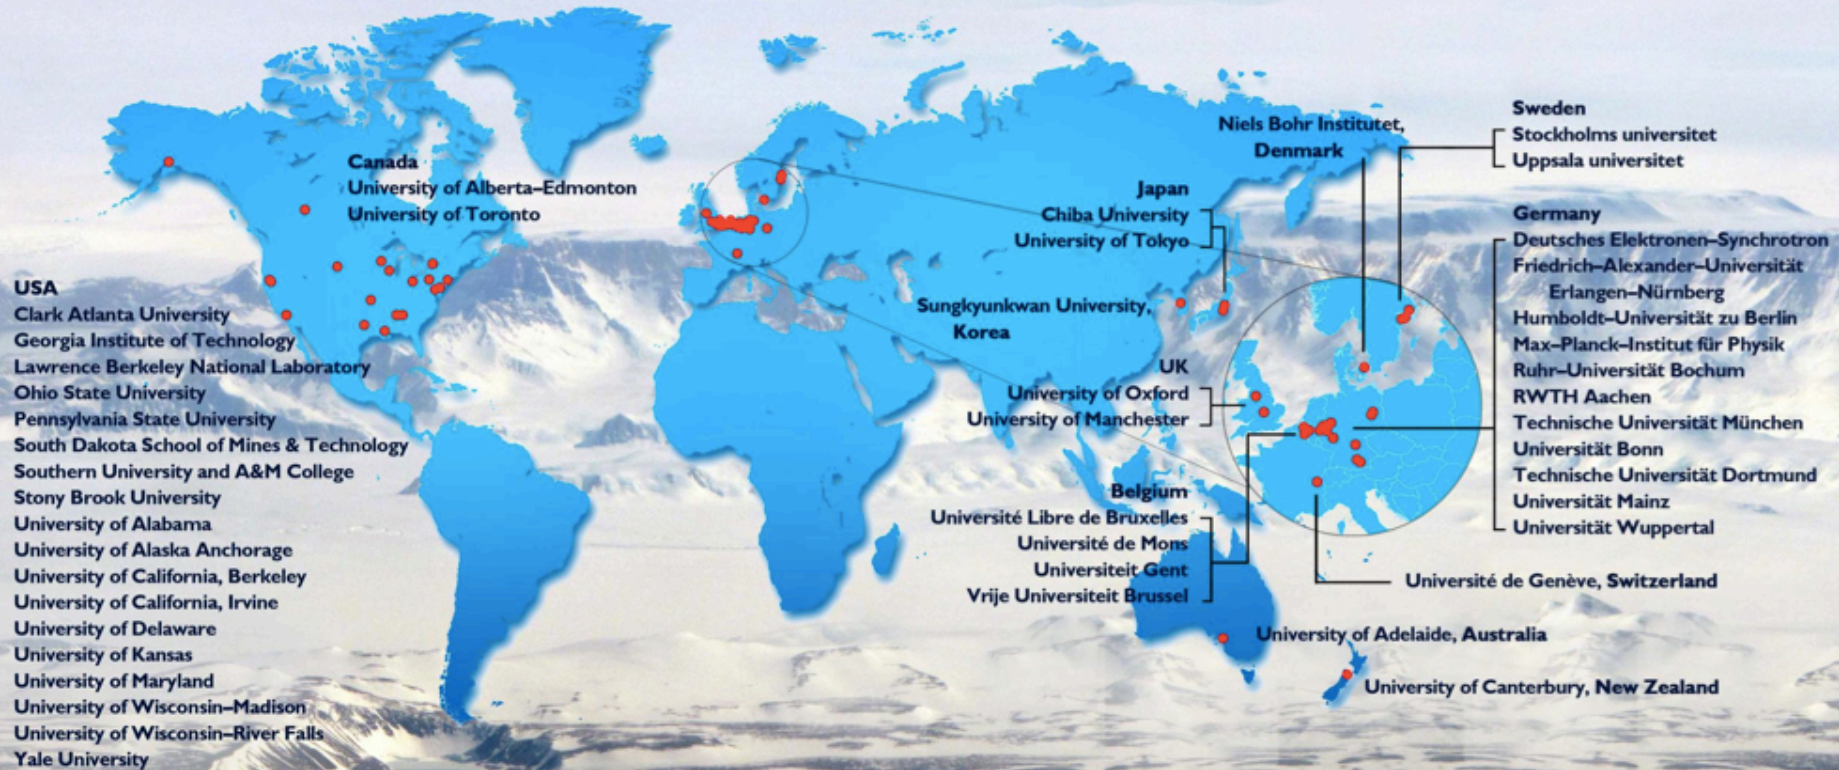 Canada
University of Alberta–Edmonton
University of Toronto
USA
Clark Atlanta University
Georgia Institute of Technology
Lawrence Berkeley National Laboratory
Ohio State University
Pennsylvania State University
South Dakota School of Mines & Technology
Southern University and A&M College
Stony Brook University
University of Alabama
University of Alaska Anchorage
University of California, Berkeley
University of California, Irvine
University of Delaware
University of Kansas
University of Maryland
University of Wisconsin–Madison
University of Wisconsin–River Falls
Yale University
Niels Bohr Institutet,
Denmark
Japan
Chiba University
University of Tokyo
Sungkyunkwan University,
Korea
UK
University of Oxford
University of Manchester
Belgium
Université Libre de Bruxelles
Université de Mons
Universiteit Gent
Vrije Universiteit Brussel
Sweden
Stockholms universitet
Uppsala universitet
Germany
Deutsches Elektronen–Synchrotron
Friedrich–Alexander–Universität
Erlangen–Nürnberg
Humboldt–Universität zu Berlin
Max–Planck–Institut für Physik
Ruhr–Universität Bochum
RWTH Aachen
Technische Universität München
Universität Bonn
Technische Universität Dortmund
Universität Mainz
Universität Wuppertal
Université de Genève, Switzerland
University of Adelaide, Australia
University of Canterbury, New Zealand